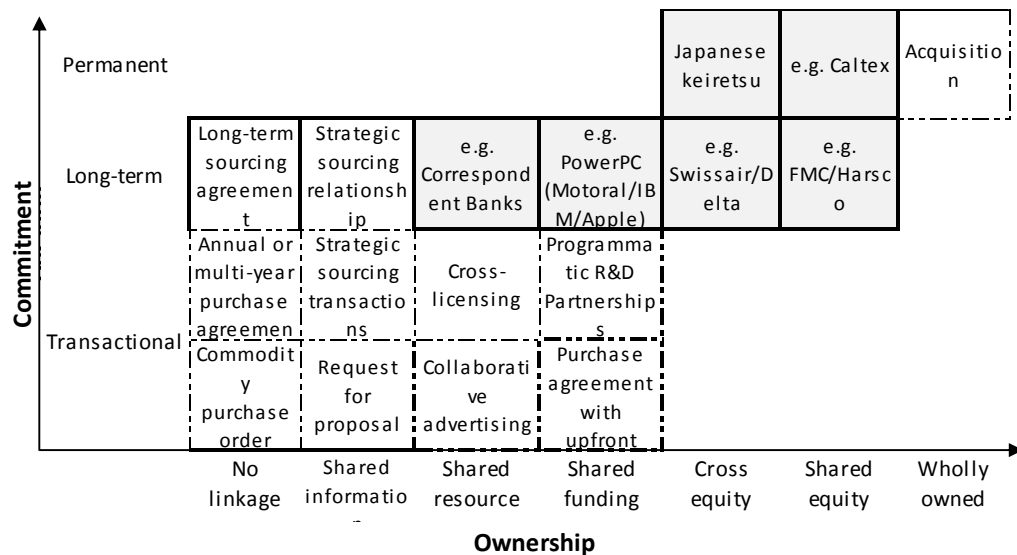 Permanent
Japanese
keiretsu
e.g. Caltex
Acquisitio
n
Commitment
Long-term
Long-term
sourcing
agreemen
t
Strategic
sourcing
relationsh
ip
e.g.
Correspond
ent Banks
e.g.
PowerPC
(Motoral/IB
M/Apple)
e.g.
Swissair/D
elta
e.g.
FMC/Harsc
o
Transactional
Annual or
multi-year
purchase
agreemen
Strategic
sourcing
transactio
ns
Cross-
licensing
Programma
tic R&D
Partnership
s
Commodit
y
purchase
order
Request
for
proposal
Collaborati
ve
advertising
Purchase
agreement
with
upfront
No
linkage
Shared
informatio
n
Shared
resource
Shared
funding
Cross
equity
Shared
equity
Wholly
owned
Ownership